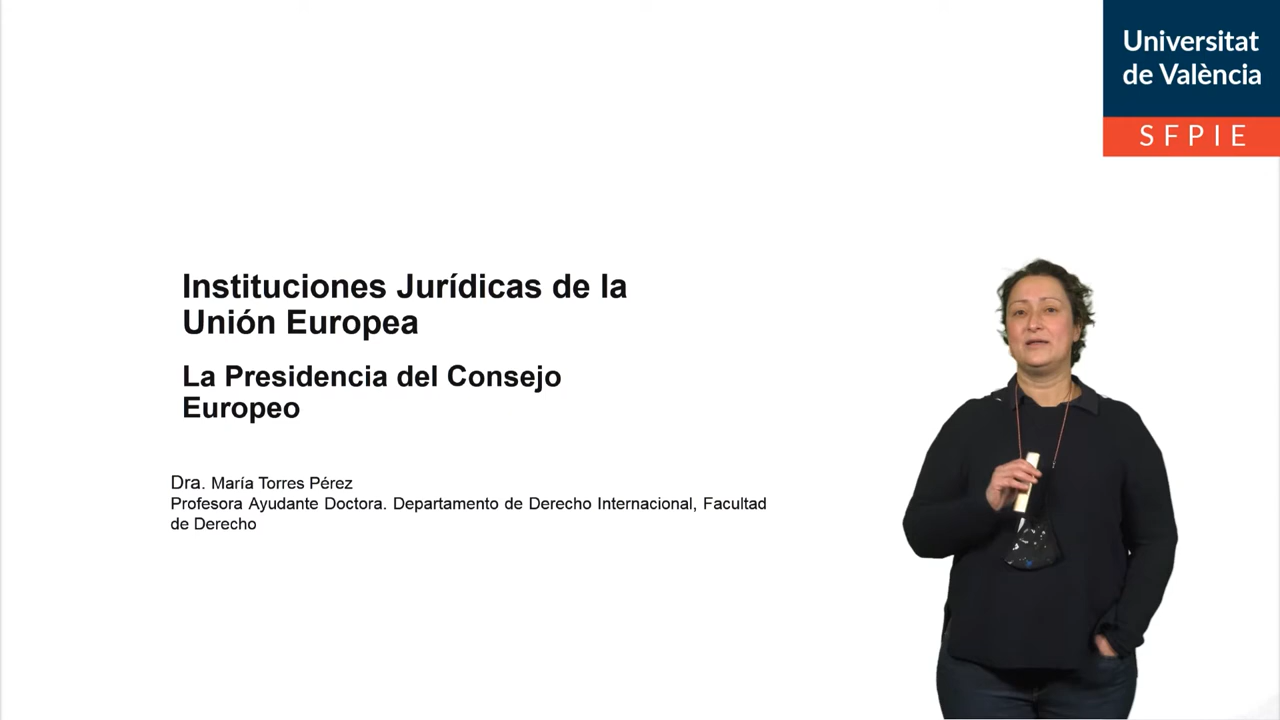 Universitat
de València
SFPIE
Instituciones Jurídicas de la
Unión Europea
La Presidencia del Consejo
Europeo
Dra. María Torres Pérez
Profesora Ayudante Doctora. Departamento de Derecho Internacional, Facultad
de Derecho